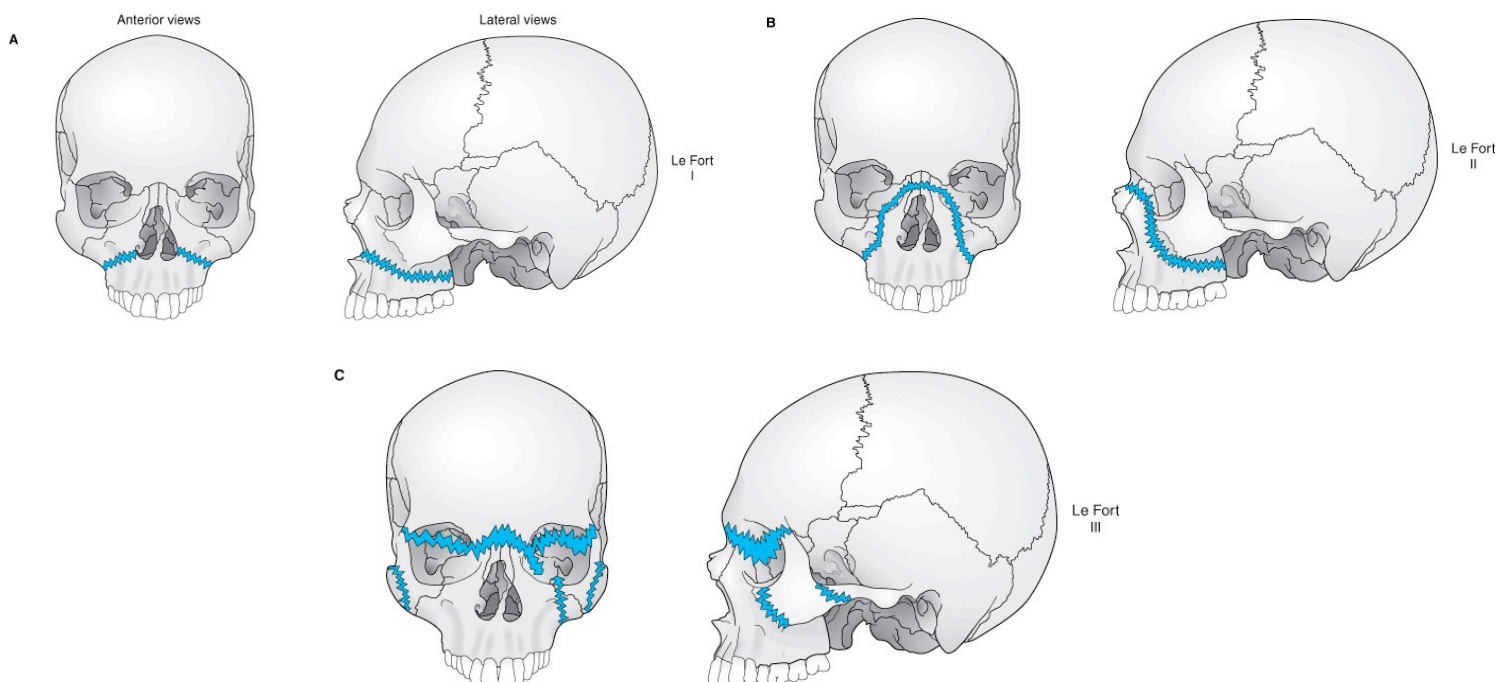 Anterior views
Lateral views
A
Le Fort
I
B
Le Fort
II
C
Le Fort
III